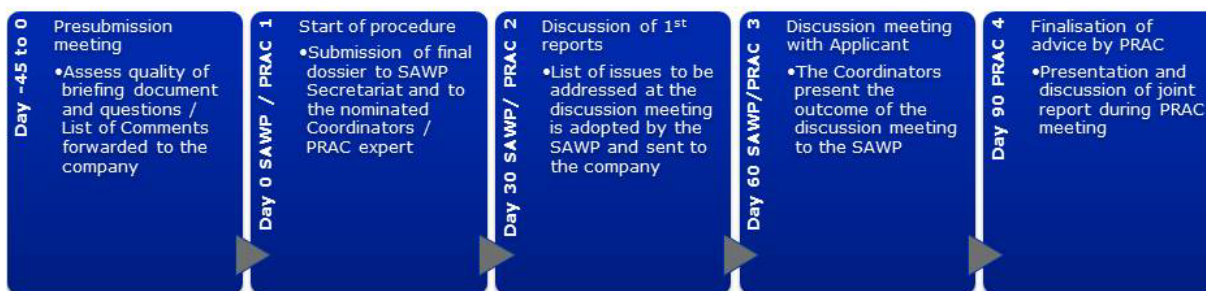 Day -45 to 0
Presubmission
meeting
•Assess quality of
briefing document
and questions /
List of Comments
forwarded to the
company
Day 0 SAWP / PRAC 1
Start of procedure
•Submission of final
dossier to SAWP
Secretariat and to
the nominated
Coordinators /
PRAC expert
Day 30 SAWP/ PRAC 2
Discussion of 1st
reports
•List of issues to be
addressed at the
discussion meeting
is adopted by the
SAWP and sent to
the company
Day 60 SAWP/PRAC 3
Discussion meeting
with Applicant
•The Coordinators
present the
outcome of the
discussion meeting
to the SAWP
Day 90 PRAC 4
Finalisation of
advice by PRAC
•Presentation and
discussion of joint
report during PRAC
meeting